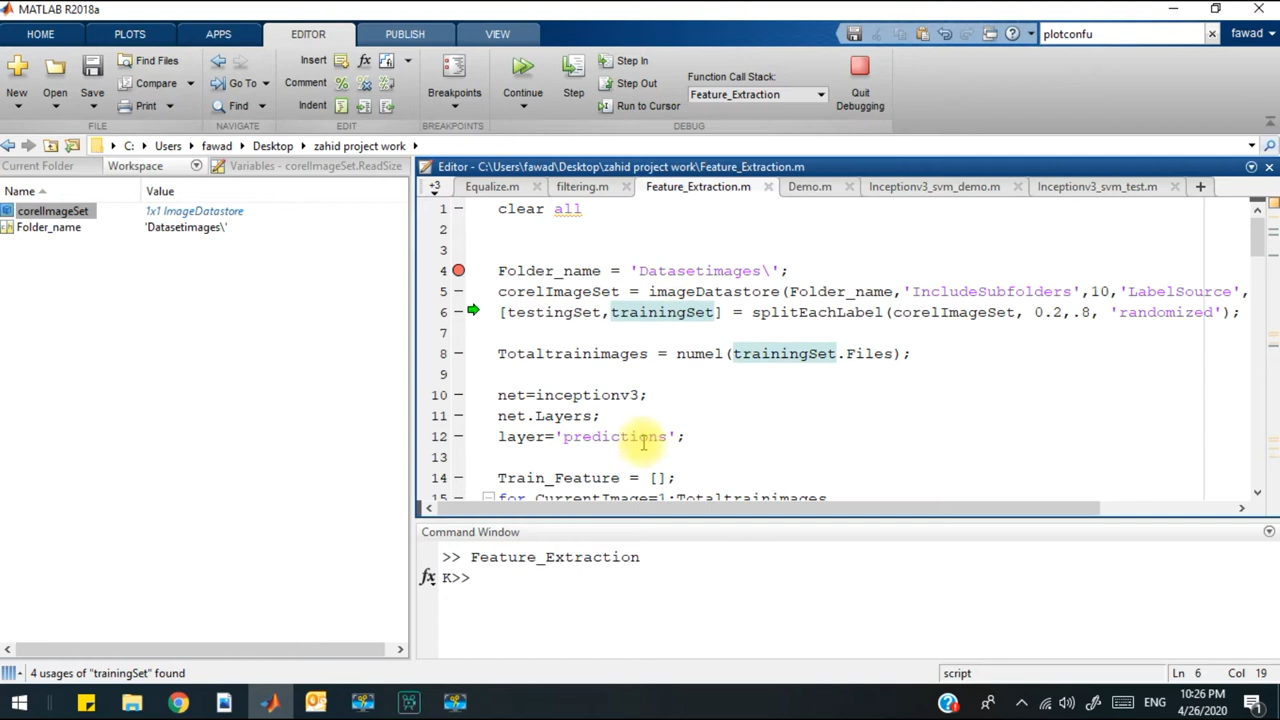 MATLAB R2018a
HOME PLOTS APPS EDITOR PUBLISH VIEW plotconfu fawad
New Open Save Find Files Compare Print
Go To Find
Insert fx Comment Indent
Breakpoints Continue Step Step In Step Out Run to Cursor
Function Call Stack: Feature_Extraction Quit Debugging
FILE NAVIGATE EDIT BREAKPOINTS DEBUG
C: Users fawad Desktop zahid project work
Current Folder Workspace Variables - corelImageSet.ReadSize
Name Value
corelImageSet 1x1 ImageDatastore
Folder_name 'Datasetimages\'
Editor - C:\Users\fawad\Desktop\zahid project work\Feature_Extraction.m
+3 Equalize.m filtering.m Feature_Extraction.m Demo.m Inceptionv3_svm_demo.m Inceptionv3_svm_test.m
1 clear all
2
3
4 Folder_name = 'Datasetimages\';
5 corelImageSet = imageDatastore(Folder_name,'IncludeSubfolders',10,'LabelSource',
6 [testingSet,trainingSet] = splitEachLabel(corelImageSet, 0.2,.8, 'randomized');
7
8 Totaltrainimages = numel(trainingSet.Files);
9
10 net=inceptionv3;
11 net.Layers;
12 layer='predictions';
13
14 Train_Feature = [];
15 for CurrentImage=1:Totaltrainimages
Command Window
>> Feature_Extraction
fx K>>
4 usages of "trainingSet" found script Ln 6 Col 19
ENG 10:26 PM
4/26/2020